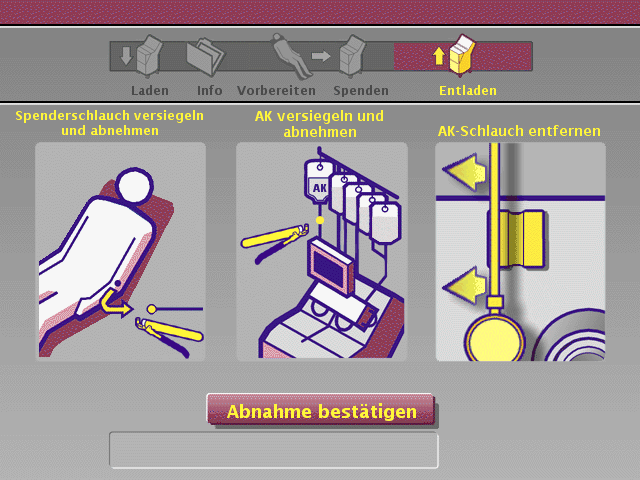 Laden
Info
Vorbereiten
Spenden
Entladen
Spenderschlauch versiegeln
und abnehmen
AK versiegeln und
abnehmen
AK-Schlauch entfernen
AK
Abnahme bestätigen